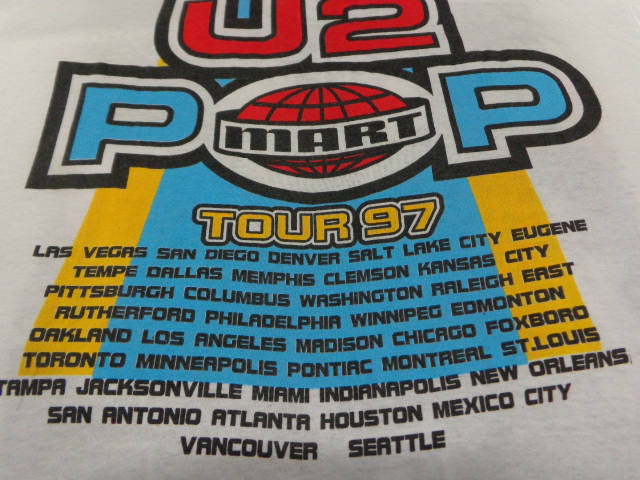 U2
POP
MART
TOUR 97
LAS VEGAS SAN DIEGO DENVER SALT LAKE CITY EUGENE
TEMPE DALLAS MEMPHIS CLEMSON KANSAS CITY
PITTSBURGH COLUMBUS WASHINGTON RALEIGH EAST
RUTHERFORD PHILADELPHIA WINNIPEG EDMONTON
OAKLAND LOS ANGELES MADISON CHICAGO FOXBORO
TORONTO MINNEAPOLIS PONTIAC MONTREAL ST.LOUIS
TAMPA JACKSONVILLE MIAMI INDIANAPOLIS NEW ORLEANS
SAN ANTONIO ATLANTA HOUSTON MEXICO CITY
VANCOUVER SEATTLE